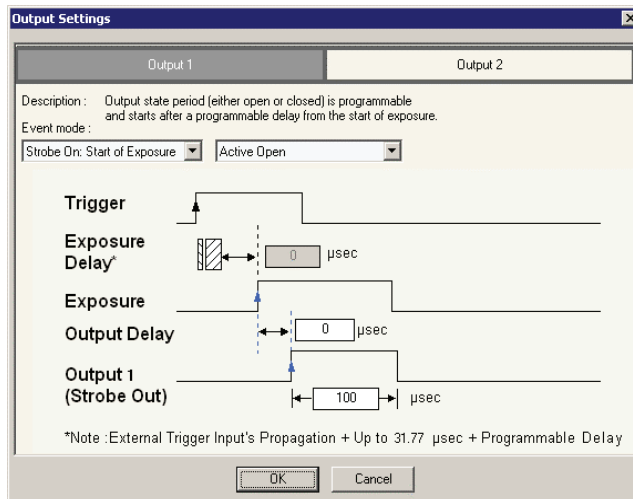 Output Settings
Output 1
Output 2
Description : Output state period (either open or closed) is programmable
and starts after a programmable delay from the start of exposure.
Event mode :
Strobe On: Start of Exposure
Active Open
Trigger
Exposure
Delay*
0 μsec
Exposure
Output Delay
0 μsec
Output 1
(Strobe Out)
100 μsec
*Note :External Trigger Input's Propagation + Up to 31.77 μsec + Programmable Delay
OK
Cancel